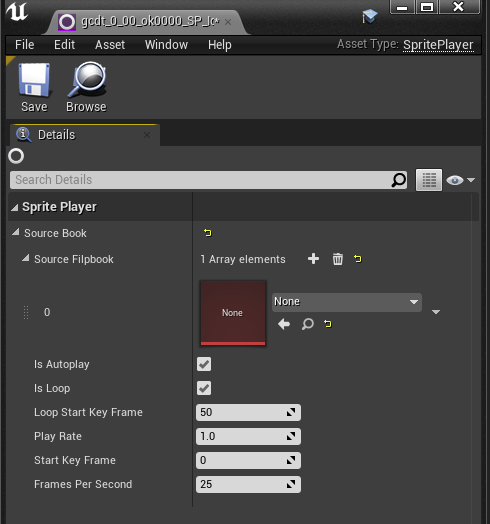 gcdt_0_00_ok0000_SP_lo*
File Edit Asset Window Help
Asset Type: SpritePlayer
Save Browse
Details
Search Details
Sprite Player
Source Book
Source Filpbook 1 Array elements
0 None None
Is Autoplay
Is Loop
Loop Start Key Frame 50
Play Rate 1.0
Start Key Frame 0
Frames Per Second 25